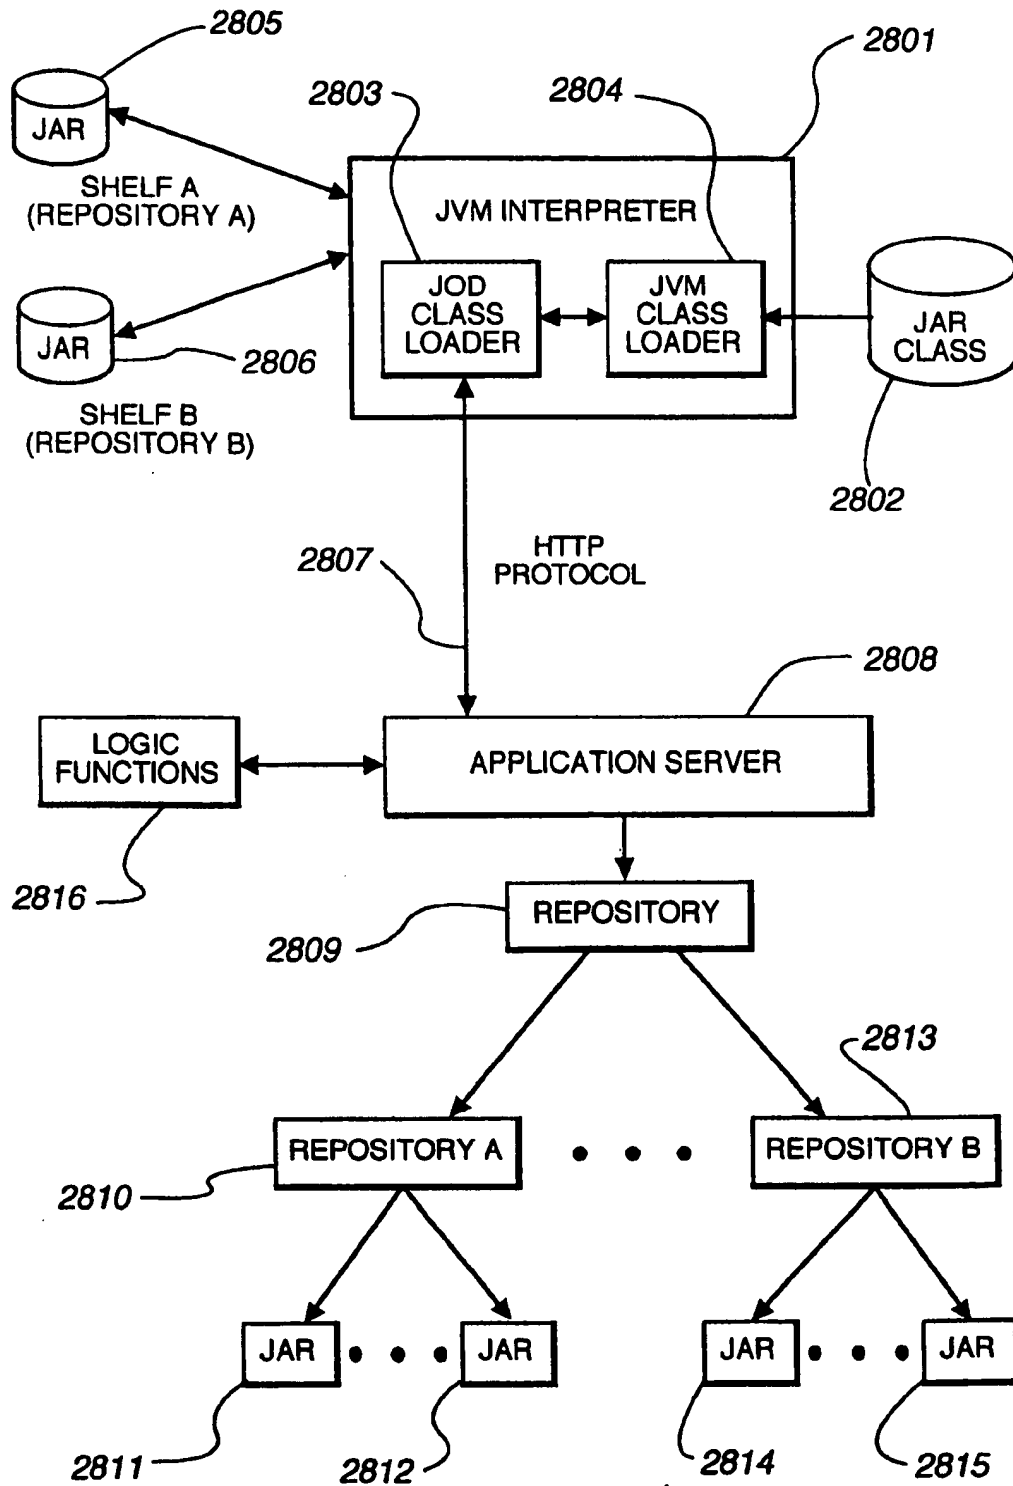 2805
2801
2803
2804
JAR
SHELF A
(REPOSITORY A)
JVM INTERPRETER
JOD
CLASS
LOADER
JVM
CLASS
LOADER
JAR
CLASS
JAR
2806
SHELF B
(REPOSITORY B)
2802
2807
HTTP
PROTOCOL
2808
LOGIC
FUNCTIONS
APPLICATION SERVER
2816
REPOSITORY
2809
2813
REPOSITORY A
REPOSITORY B
2810
JAR
JAR
JAR
JAR
2811
2812
2814
2815